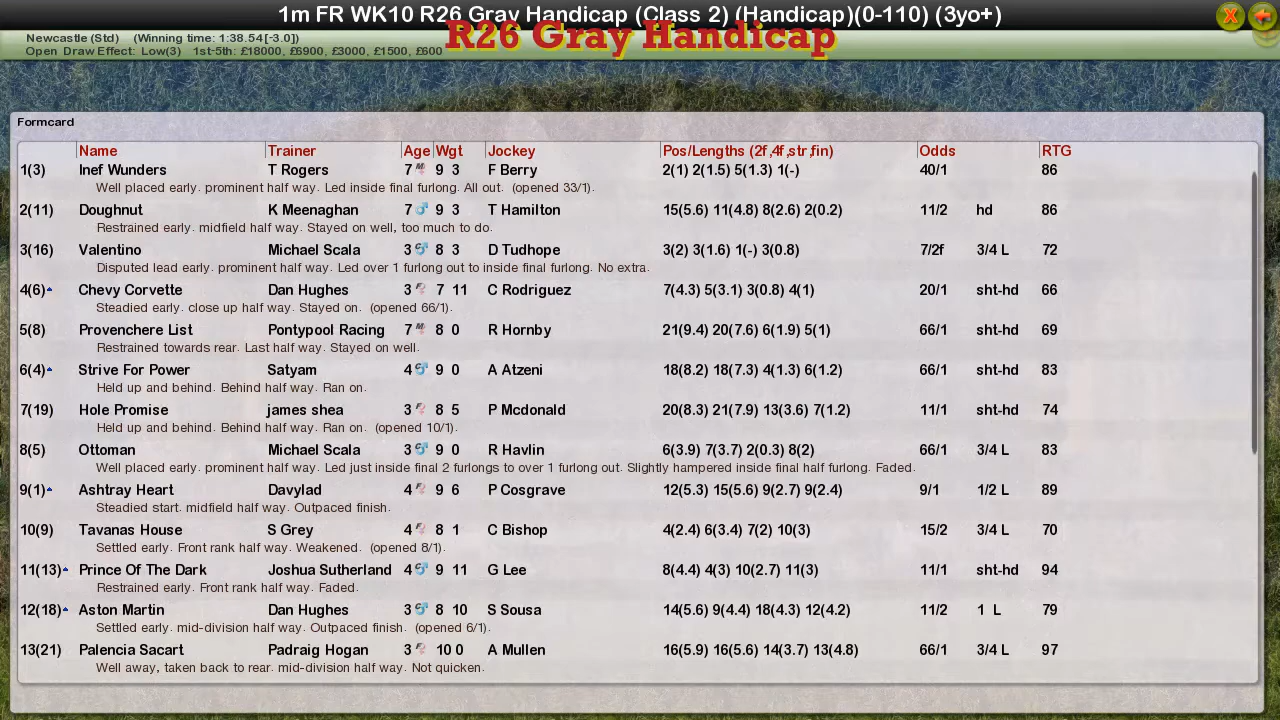 1m FR WK10 R26 Gray Handicap (Class 2) (Handicap)(0-110) (3yo+)
R26 Gray Handicap
Newcastle (Std) (Winning time: 1:38.54[-3.0])
Open Draw Effect: Low(3) 1st-5th: £18000, £6900, £3000, £1500, £600
Formcard
Name Trainer Age Wgt Jockey Pos/Lengths (2f,4f,str,fin) Odds RTG
1(3) Inef Wunders T Rogers 7 9 3 F Berry 2(1) 2(1.5) 5(1.3) 1(-) 40/1 86
Well placed early. prominent half way. Led inside final furlong. All out. (opened 33/1).
2(11) Doughnut K Meenaghan 7 9 3 T Hamilton 15(5.6) 11(4.8) 8(2.6) 2(0.2) 11/2 hd 86
Restrained early. midfield half way. Stayed on well, too much to do.
3(16) Valentino Michael Scala 3 8 3 D Tudhope 3(2) 3(1.6) 1(-) 3(0.8) 7/2f 3/4 L 72
Disputed lead early. prominent half way. Led over 1 furlong out to inside final furlong. No extra.
4(6) Chevy Corvette Dan Hughes 3 7 11 C Rodriguez 7(4.3) 5(3.1) 3(0.8) 4(1) 20/1 sht-hd 66
Steadied early. close up half way. Stayed on. (opened 66/1).
5(8) Provenchere List Pontypool Racing 7 8 0 R Hornby 21(9.4) 20(7.6) 6(1.9) 5(1) 66/1 sht-hd 69
Restrained towards rear. Last half way. Stayed on well.
6(4) Strive For Power Satyam 4 9 0 A Atzeni 18(8.2) 18(7.3) 4(1.3) 6(1.2) 66/1 sht-hd 83
Held up and behind. Behind half way. Ran on.
7(19) Hole Promise james shea 3 8 5 P Mcdonald 20(8.3) 21(7.9) 13(3.6) 7(1.2) 11/1 sht-hd 74
Held up and behind. Behind half way. Ran on. (opened 10/1).
8(5) Ottoman Michael Scala 3 9 0 R Havlin 6(3.9) 7(3.7) 2(0.3) 8(2) 66/1 3/4 L 83
Well placed early. prominent half way. Led just inside final 2 furlongs to over 1 furlong out. Slightly hampered inside final half furlong. Faded.
9(1) Ashtray Heart Davylad 4 9 6 P Cosgrave 12(5.3) 15(5.6) 9(2.7) 9(2.4) 9/1 1/2 L 89
Steadied start. midfield half way. Outpaced finish.
10(9) Tavanas House S Grey 4 8 1 C Bishop 4(2.4) 6(3.4) 7(2) 10(3) 15/2 3/4 L 70
Settled early. Front rank half way. Weakened. (opened 8/1).
11(13) Prince Of The Dark Joshua Sutherland 4 9 11 G Lee 8(4.4) 4(3) 10(2.7) 11(3) 11/1 sht-hd 94
Restrained early. Front rank half way. Faded.
12(18) Aston Martin Dan Hughes 3 8 10 S Sousa 14(5.6) 9(4.4) 18(4.3) 12(4.2) 11/2 1 L 79
Settled early. mid-division half way. Outpaced finish. (opened 6/1).
13(21) Palencia Sacart Padraig Hogan 3 10 0 A Mullen 16(5.9) 16(5.6) 14(3.7) 13(4.8) 66/1 3/4 L 97
Well away, taken back to rear. mid-division half way. Not quicken.